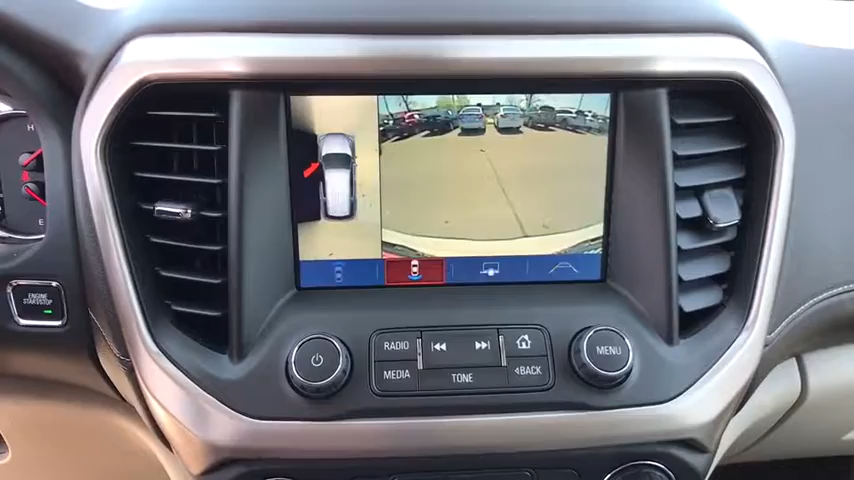 H
E
ENGINE
START/STOP
RADIO
MEDIA
TONE
BACK
MENU